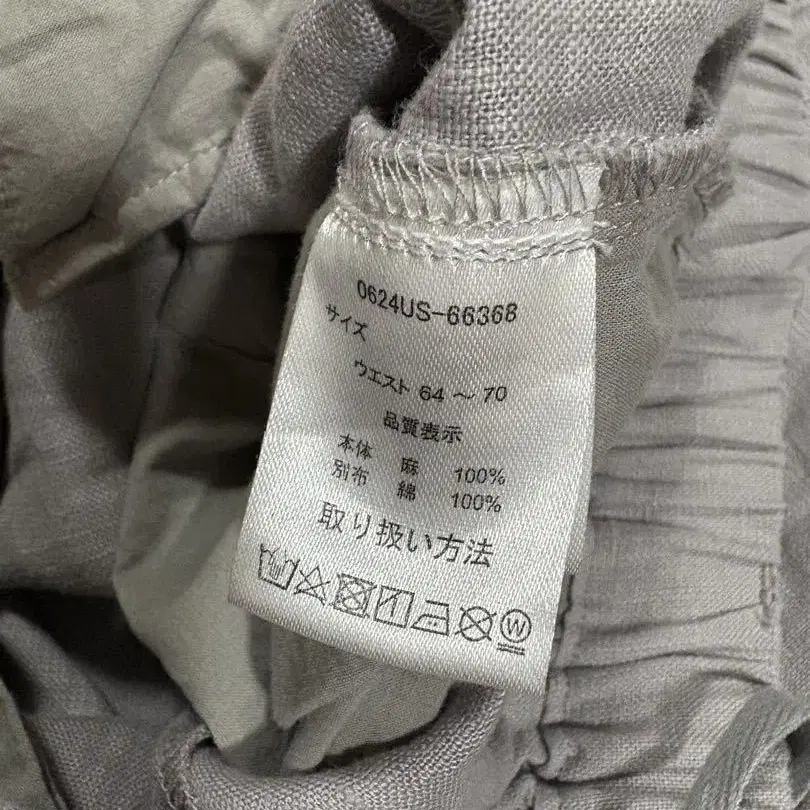 0624US-66368
サイズ
ウエスト 64 ～ 70
品質表示
本体 麻 100%
別布 綿 100%
取り扱い方法
W